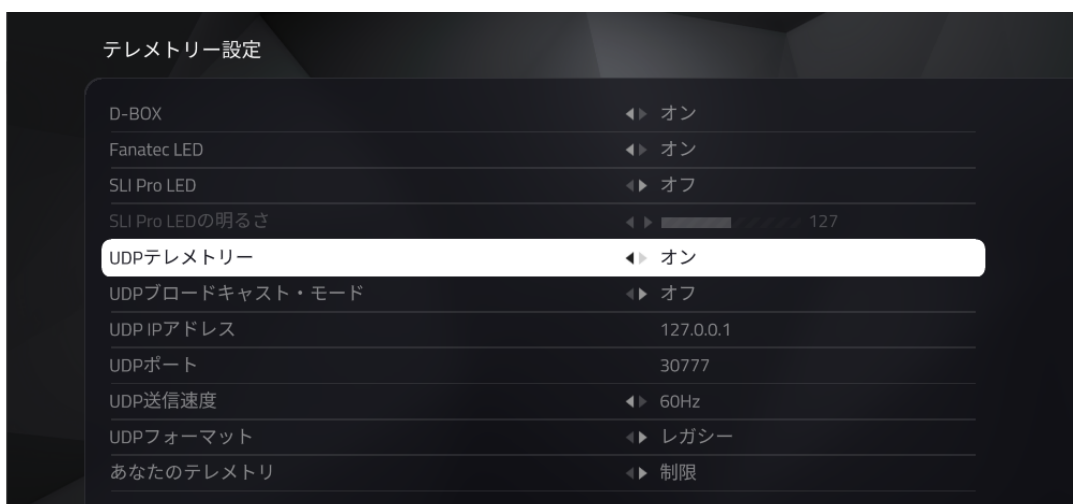 テレメトリー設定
D-BOX オン
Fanatec LED オン
SLI Pro LED オフ
SLI Pro LEDの明るさ 127
UDPテレメトリー オン
UDPブロードキャスト・モード オフ
UDP IPアドレス 127.0.0.1
UDPポート 30777
UDP送信速度 60Hz
UDPフォーマット レガシー
あなたのテレメトリ 制限